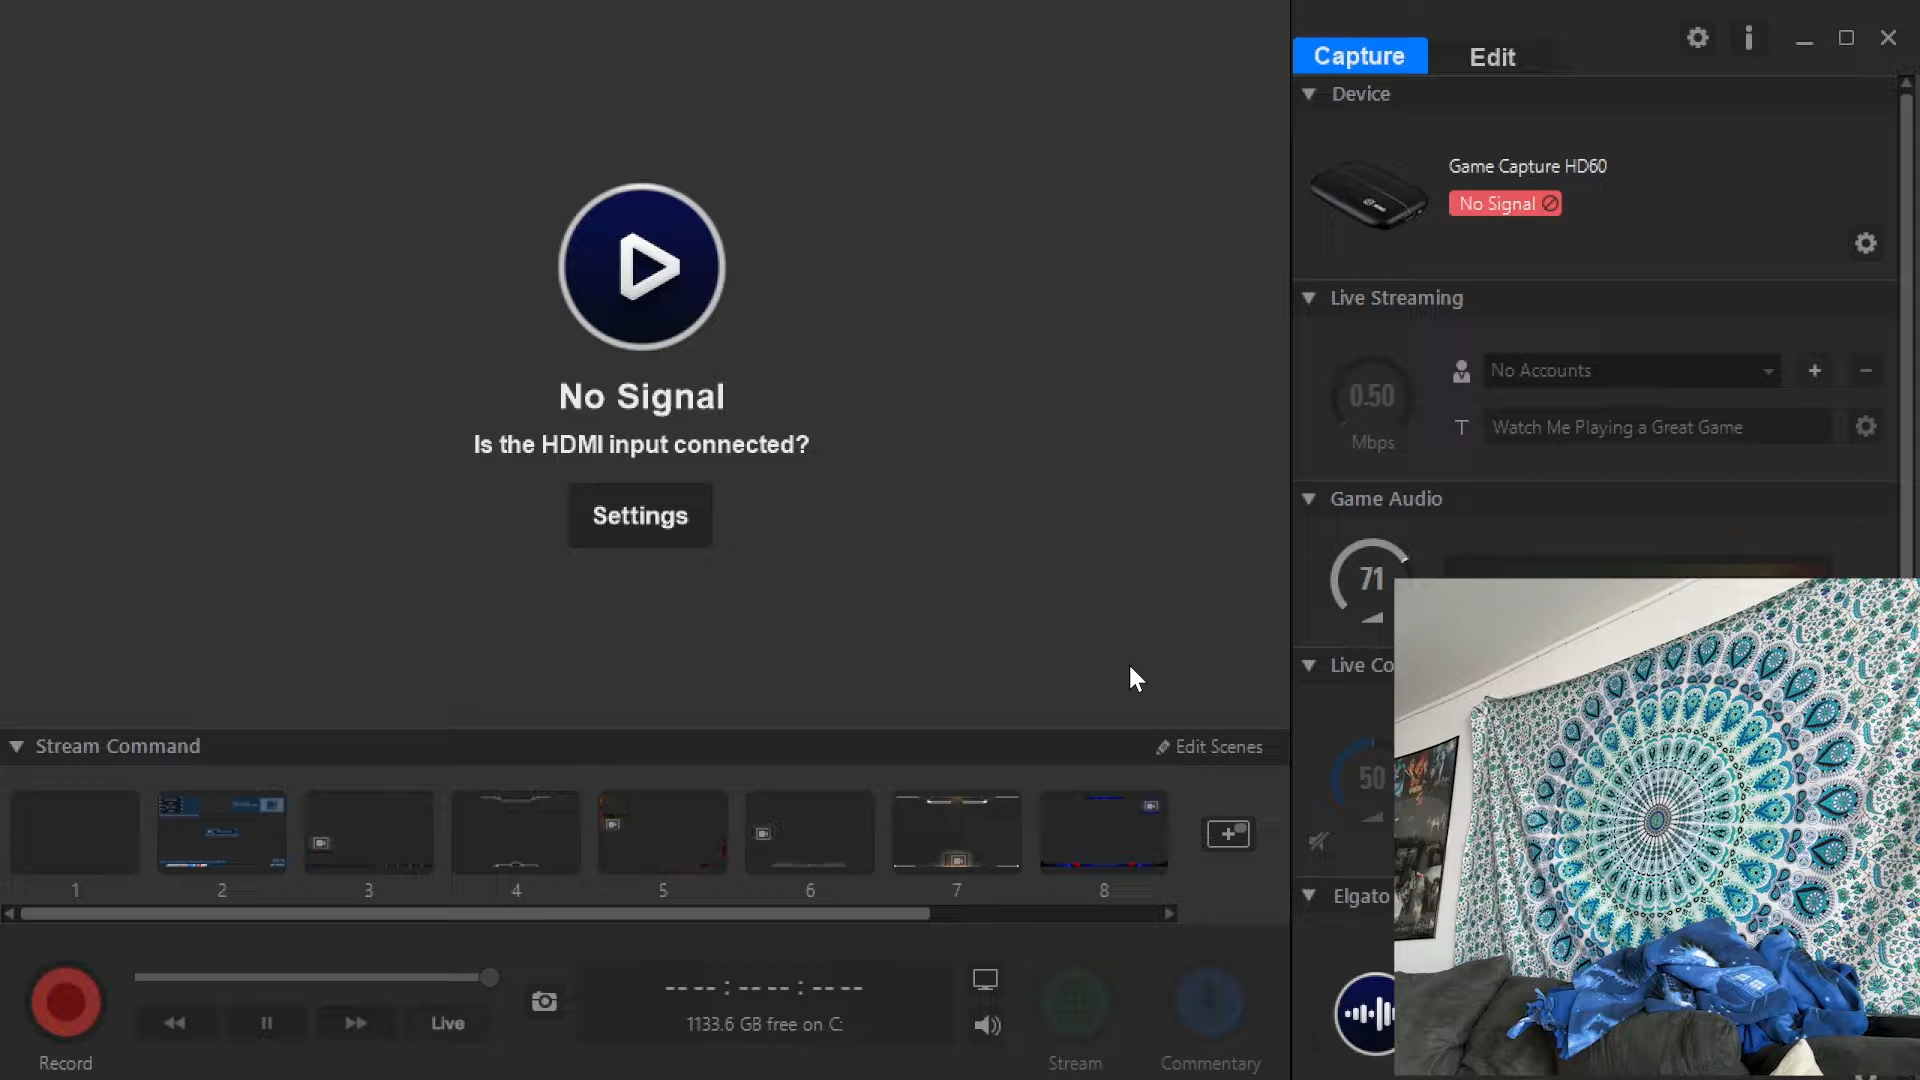 Capture
Edit
Device
Game Capture HD60
No Signal
Live Streaming
No Accounts
0.50
Mbps
T
Watch Me Playing a Great Game
Game Audio
71
No Signal
Is the HDMI input connected?
Settings
Live Co
50
Elgato
Stream Command
Edit Scenes
1
2
3
4
5
6
7
8
Live
---- : ---- : ----
1133.6 GB free on C:
Record
Stream
Commentary